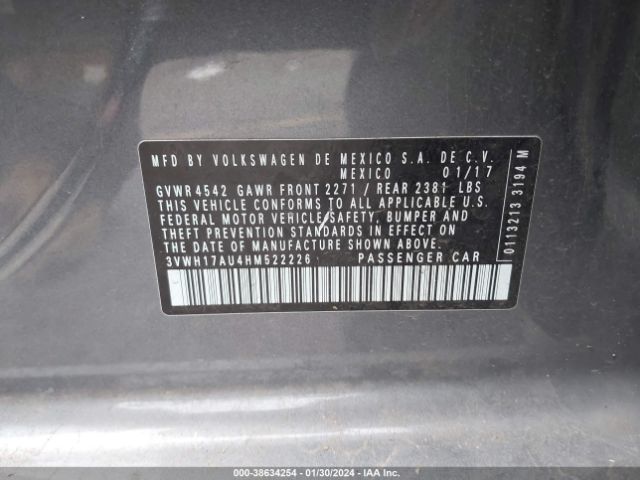 MFD BY VOLKSWAGEN DE MEXICO S.A. DE C.V.
MEXICO 01/17
GVWR 4542 GAWR FRONT 2271 / REAR 2381 LBS
THIS VEHICLE CONFORMS TO ALL APPLICABLE U.S.
FEDERAL MOTOR VEHICLE SAFETY, BUMPER AND
THEFT PREVENTION STANDARDS IN EFFECT ON
THE DATE OF MANUFACTURE SHOWN ABOVE.
3VWH17AU4HM522226 PASSENGER CAR
0113213 3194 M
000-38634254 - 01/30/2024 - IAA Inc.